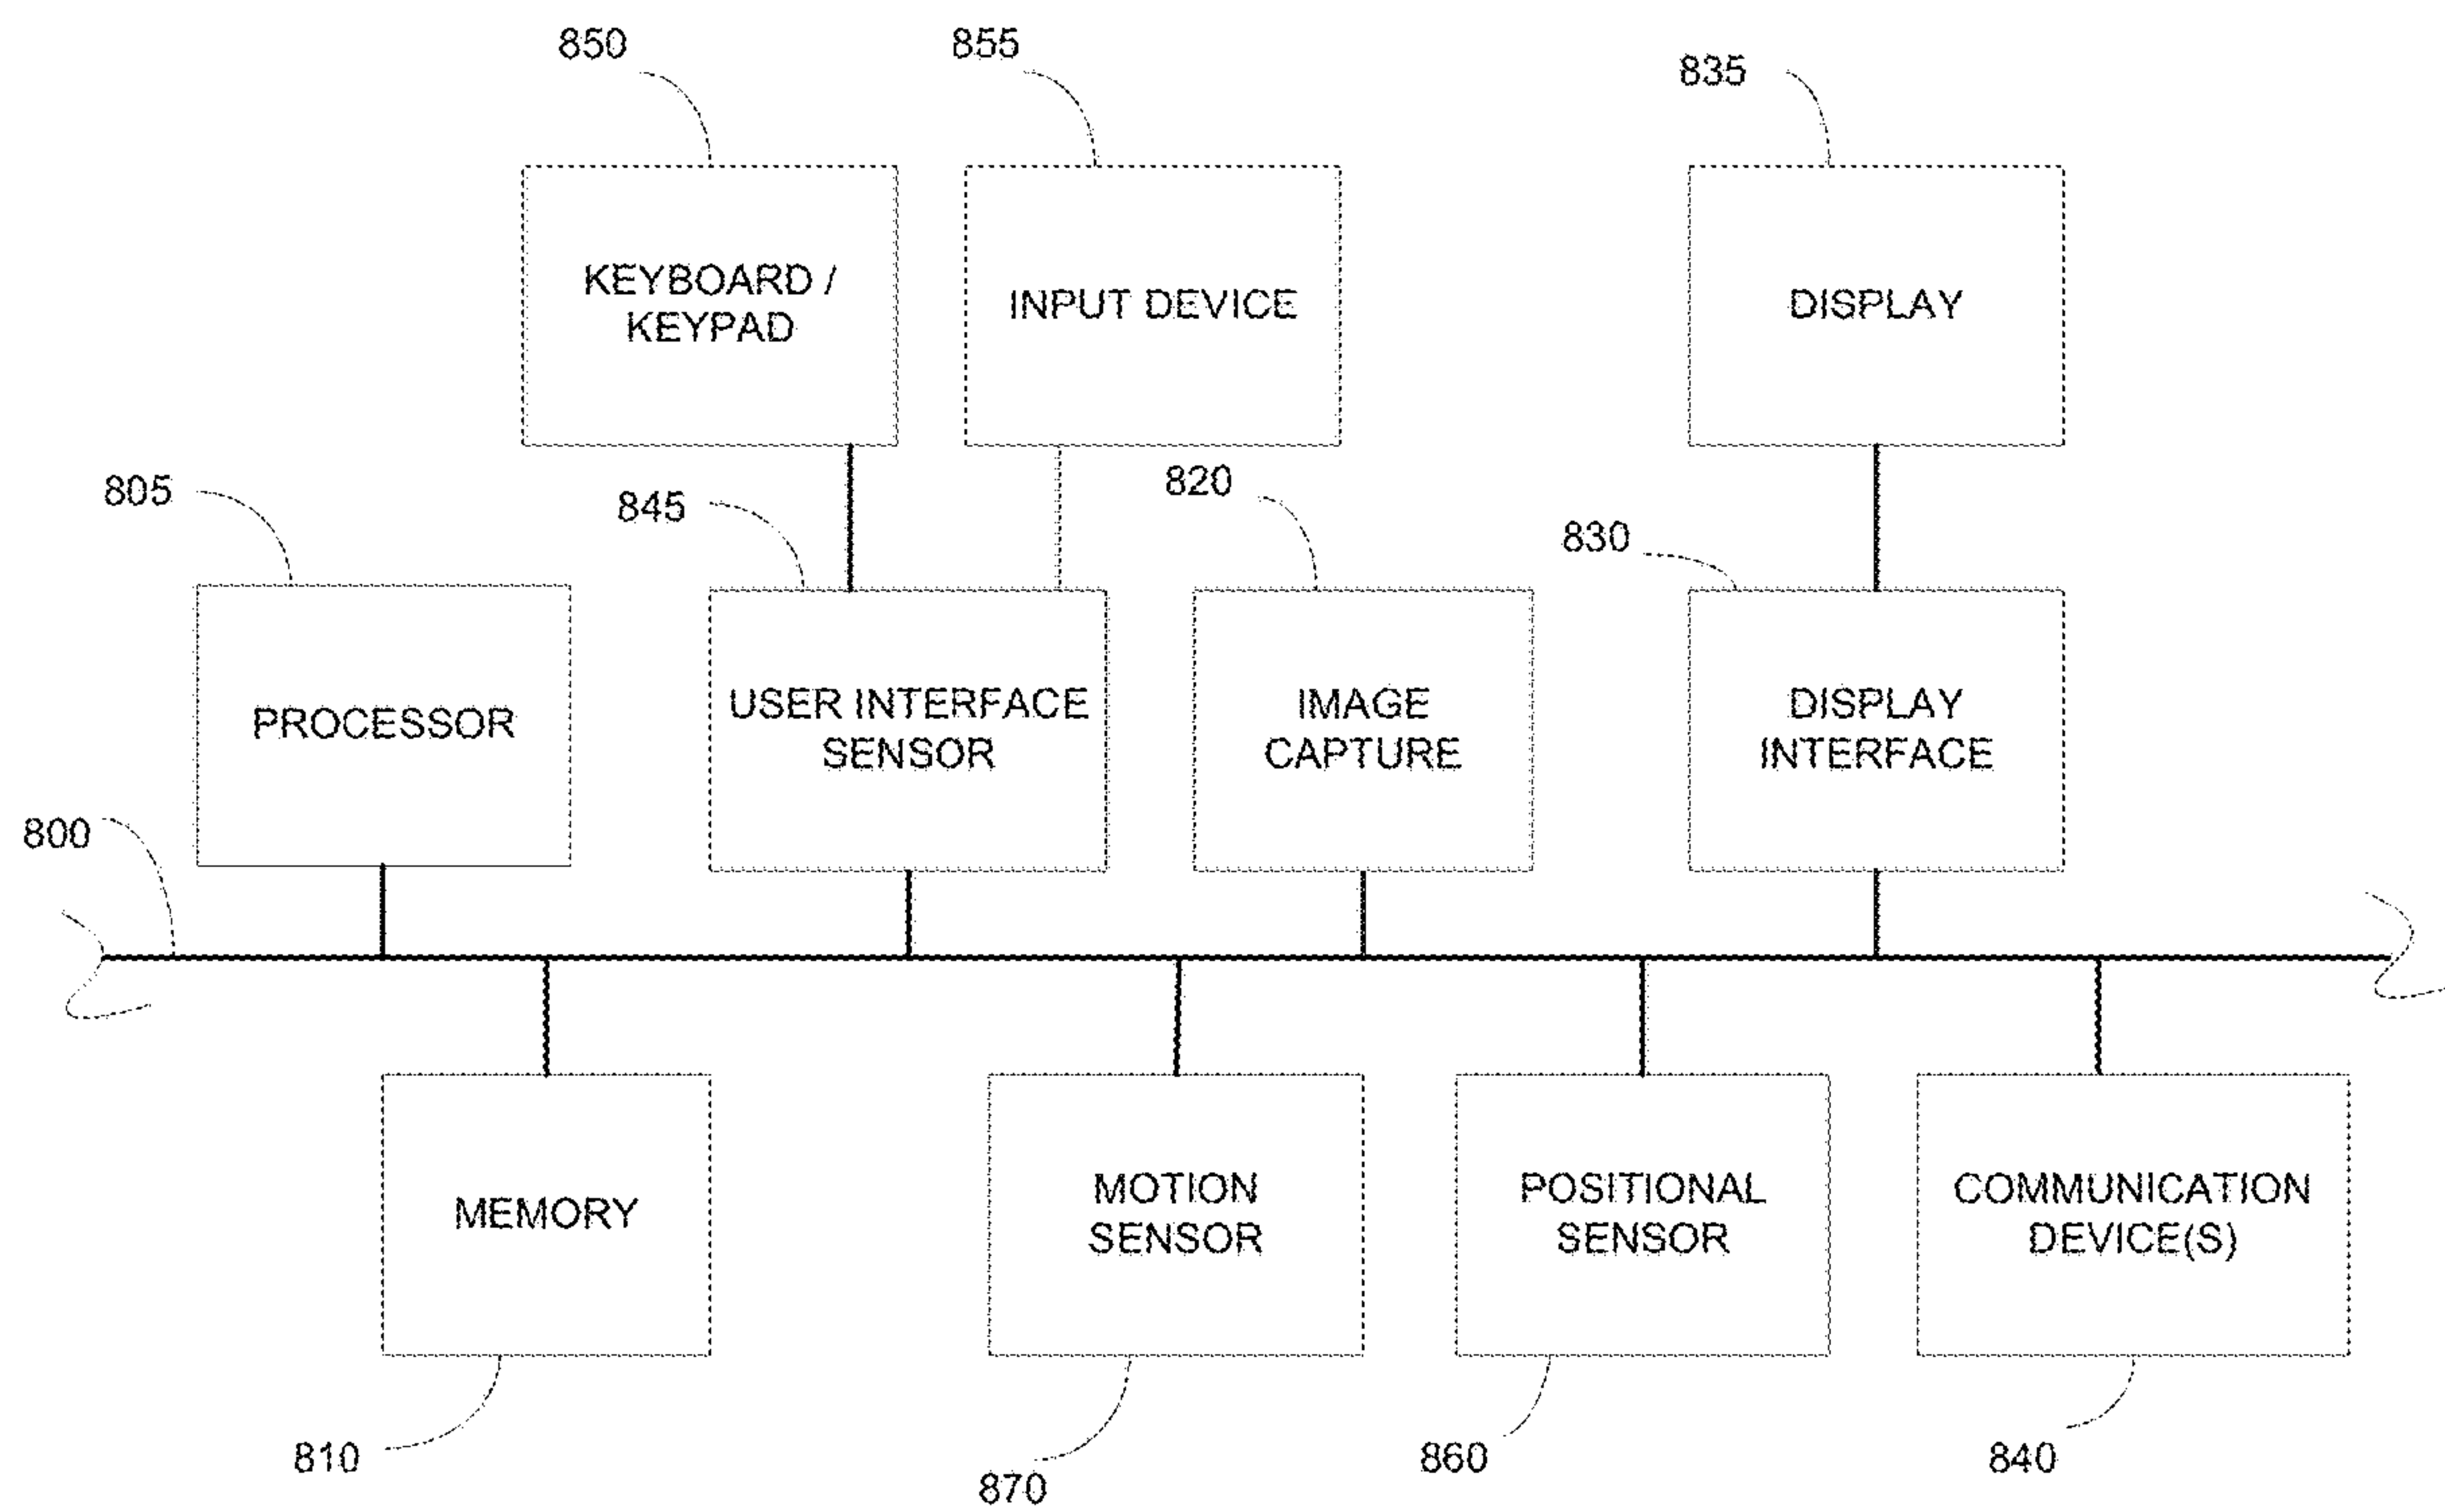 850
855
835
KEYBOARD /
KEYPAD
INPUT DEVICE
DISPLAY
805
845
820
830
PROCESSOR
USER INTERFACE
SENSOR
IMAGE
CAPTURE
DISPLAY
INTERFACE
800
MEMORY
MOTION
SENSOR
POSITIONAL
SENSOR
COMMUNICATION
DEVICE(S)
810
870
860
840